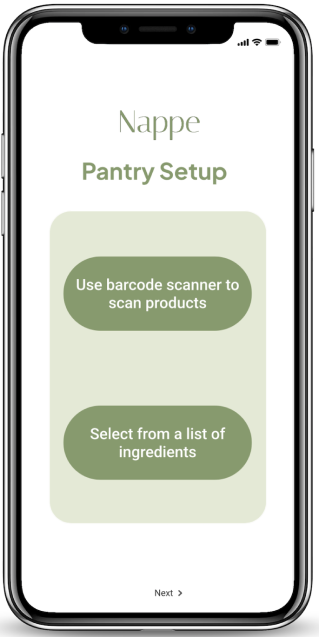 Nappe
Pantry Setup
Use barcode scanner to
scan products
Select from a list of
ingredients
Next >